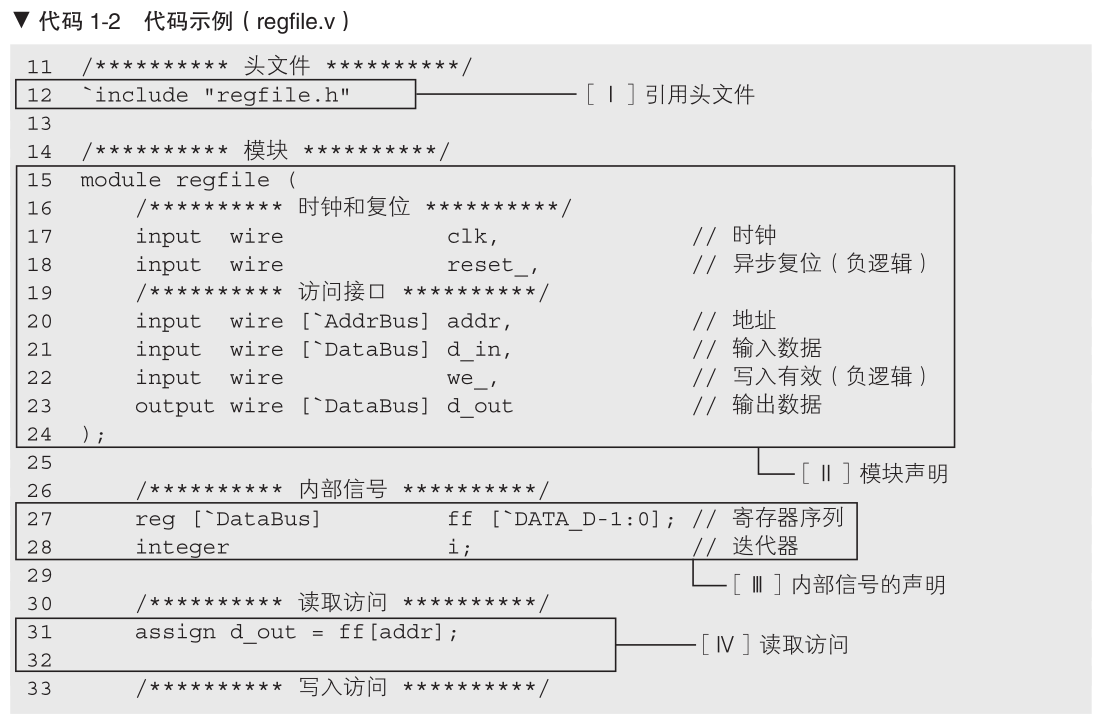 ▼ 代码 1-2 代码示例（regfile.v）
11 /********** 头文件 **********/
12 `include "regfile.h" [ Ⅰ ] 引用头文件
13
14 /********** 模块 **********/
15 module regfile (
16 /********** 时钟和复位 **********/
17 input wire clk, // 时钟
18 input wire reset_, // 异步复位（负逻辑）
19 /********** 访问接口 **********/
20 input wire [`AddrBus] addr, // 地址
21 input wire [`DataBus] d_in, // 输入数据
22 input wire we_, // 写入有效（负逻辑）
23 output wire [`DataBus] d_out // 输出数据
24 );
25
[ Ⅱ ] 模块声明
26 /********** 内部信号 **********/
27 reg [`DataBus] ff [`DATA_D-1:0]; // 寄存器序列
28 integer i; // 迭代器
29
[ Ⅲ ] 内部信号的声明
30 /********** 读取访问 **********/
31 assign d_out = ff[addr];
[ Ⅳ ] 读取访问
32
33 /********** 写入访问 **********/